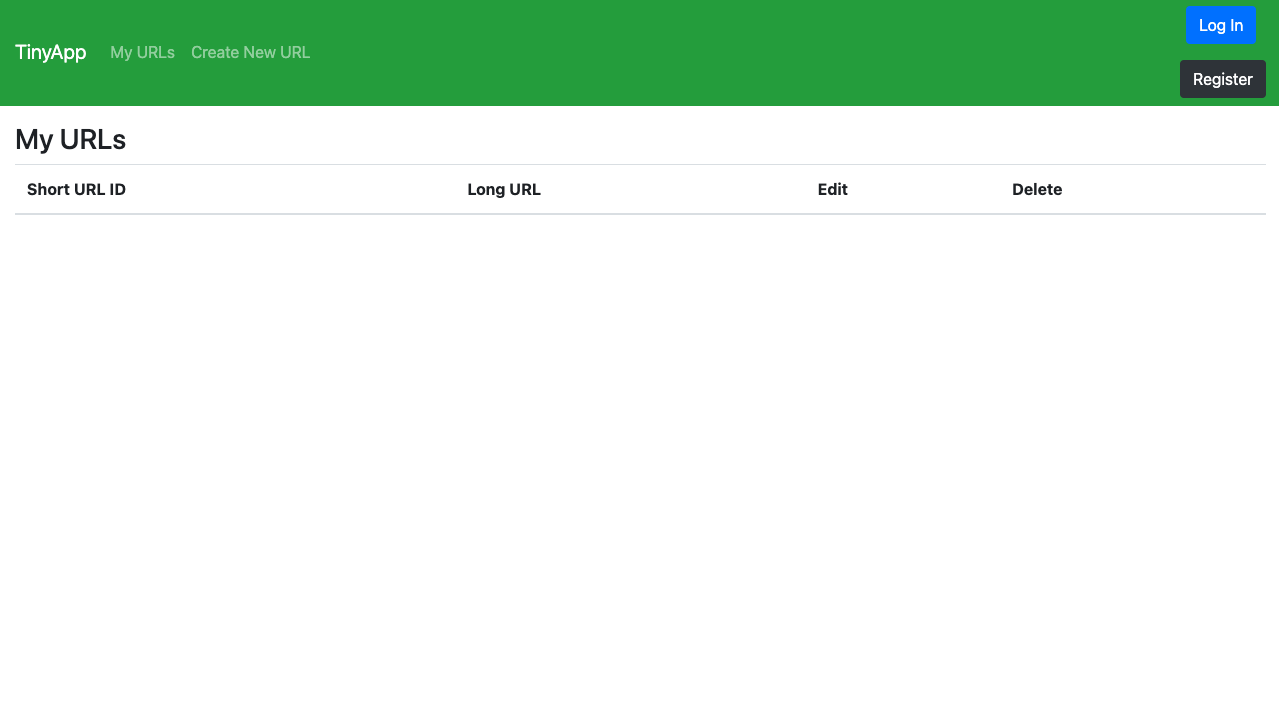 TinyApp My URLs Create New URL
Log In
Register
My URLs
Short URL ID Long URL Edit Delete